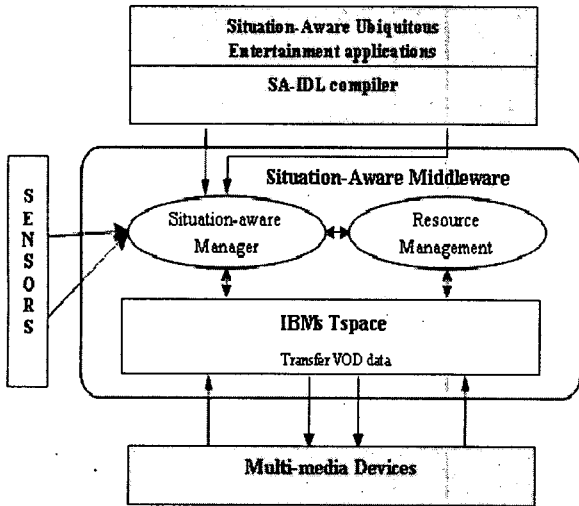 Situation-Aware Ubiquitous
Entertainment applications
SA-IDL compiler
SENSORS
Situation-Aware Middleware
Situation-aware
Manager
Resource
Management
IBMs Tspace
Transfer VOD data
Multi-media Devices